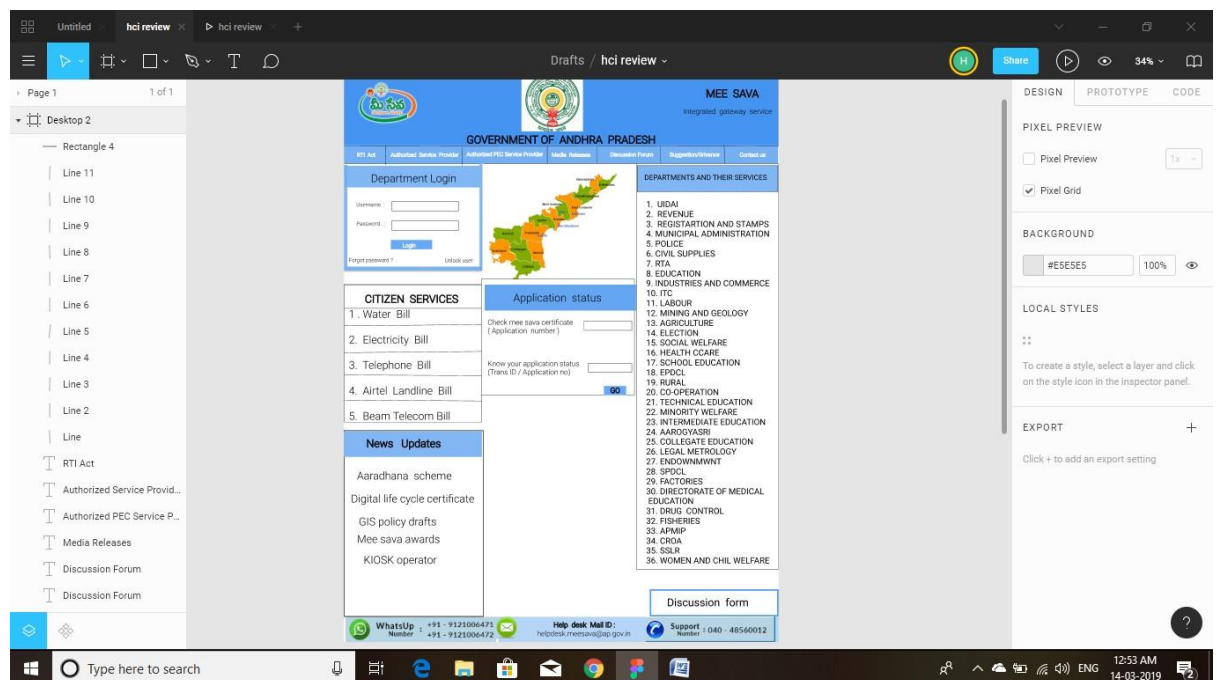 Untitled
hci review
hci review
Drafts / hci review
H
Share
34%
Page 1
1 of 1
Desktop 2
Rectangle 4
Line 11
Line 10
Line 9
Line 8
Line 7
Line 6
Line 5
Line 4
Line 3
Line 2
Line
RTI Act
Authorized Service Provid...
Authorized PEC Service P...
Media Releases
Discussion Forum
Discussion Forum
మీ సేవ
MEE SAVA
Integrated gateway service
GOVERNMENT OF ANDHRA PRADESH
RTI Act
Authorized Service Provider
Authorized PEC Service Provider
Media Releases
Discussion Forum
Suggestion/Grivance
Contact us
Department Login
Username :
Password :
Login
Forgot password ?
Unlock user
CITIZEN SERVICES
1 . Water Bill
2. Electricity Bill
3. Telephone Bill
4. Airtel Landline Bill
5. Beam Telecom Bill
Application status
Check mee sava certificate
( Application number )
Know your application status
(Trans ID / Application no)
GO
News Updates
Aaradhana scheme
Digital life cycle certificate
GIS policy drafts
Mee sava awards
KIOSK operator
DEPARTMENTS AND THEIR SERVICES
1. UIDAI
2. REVENUE
3. REGISTARTION AND STAMPS
4. MUNICIPAL ADMINISTRATION
5. POLICE
6. CIVIL SUPPLIES
7. RTA
8. EDUCATION
9. INDUSTRIES AND COMMERCE
10. ITC
11. LABOUR
12. MINING AND GEOLOGY
13. AGRICULTURE
14. ELECTION
15. SOCIAL WELFARE
16. HEALTH CCARE
17. SCHOOL EDUCATION
18. EPDCL
19. RURAL
20. CO-OPERATION
21. TECHNICAL EDUCATION
22. MINORITY WELFARE
23. INTERMEDIATE EDUCATION
24. AAROGYASRI
25. COLLEGATE EDUCATION
26. LEGAL METROLOGY
27. ENDOWNMWNT
28. SPDCL
29. FACTORIES
30. DIRECTORATE OF MEDICAL
EDUCATION
31. DRUG CONTROL
32. FISHERIES
33. APMIP
34. CRDA
35. SSLR
36. WOMEN AND CHIL WELFARE
Discussion form
WhatsUp : +91 - 9121006471
Number +91 - 9121006472
Help desk Mail ID :
helpdesk.meesava@ap.gov.in
Support : 040 - 48560012
Number
DESIGN
PROTOTYPE
CODE
PIXEL PREVIEW
Pixel Preview
1x
Pixel Grid
BACKGROUND
#E5E5E5
100%
LOCAL STYLES
To create a style, select a layer and click
on the style icon in the inspector panel.
EXPORT
Click + to add an export setting
?
Type here to search
ENG
12:53 AM
14-03-2019
2